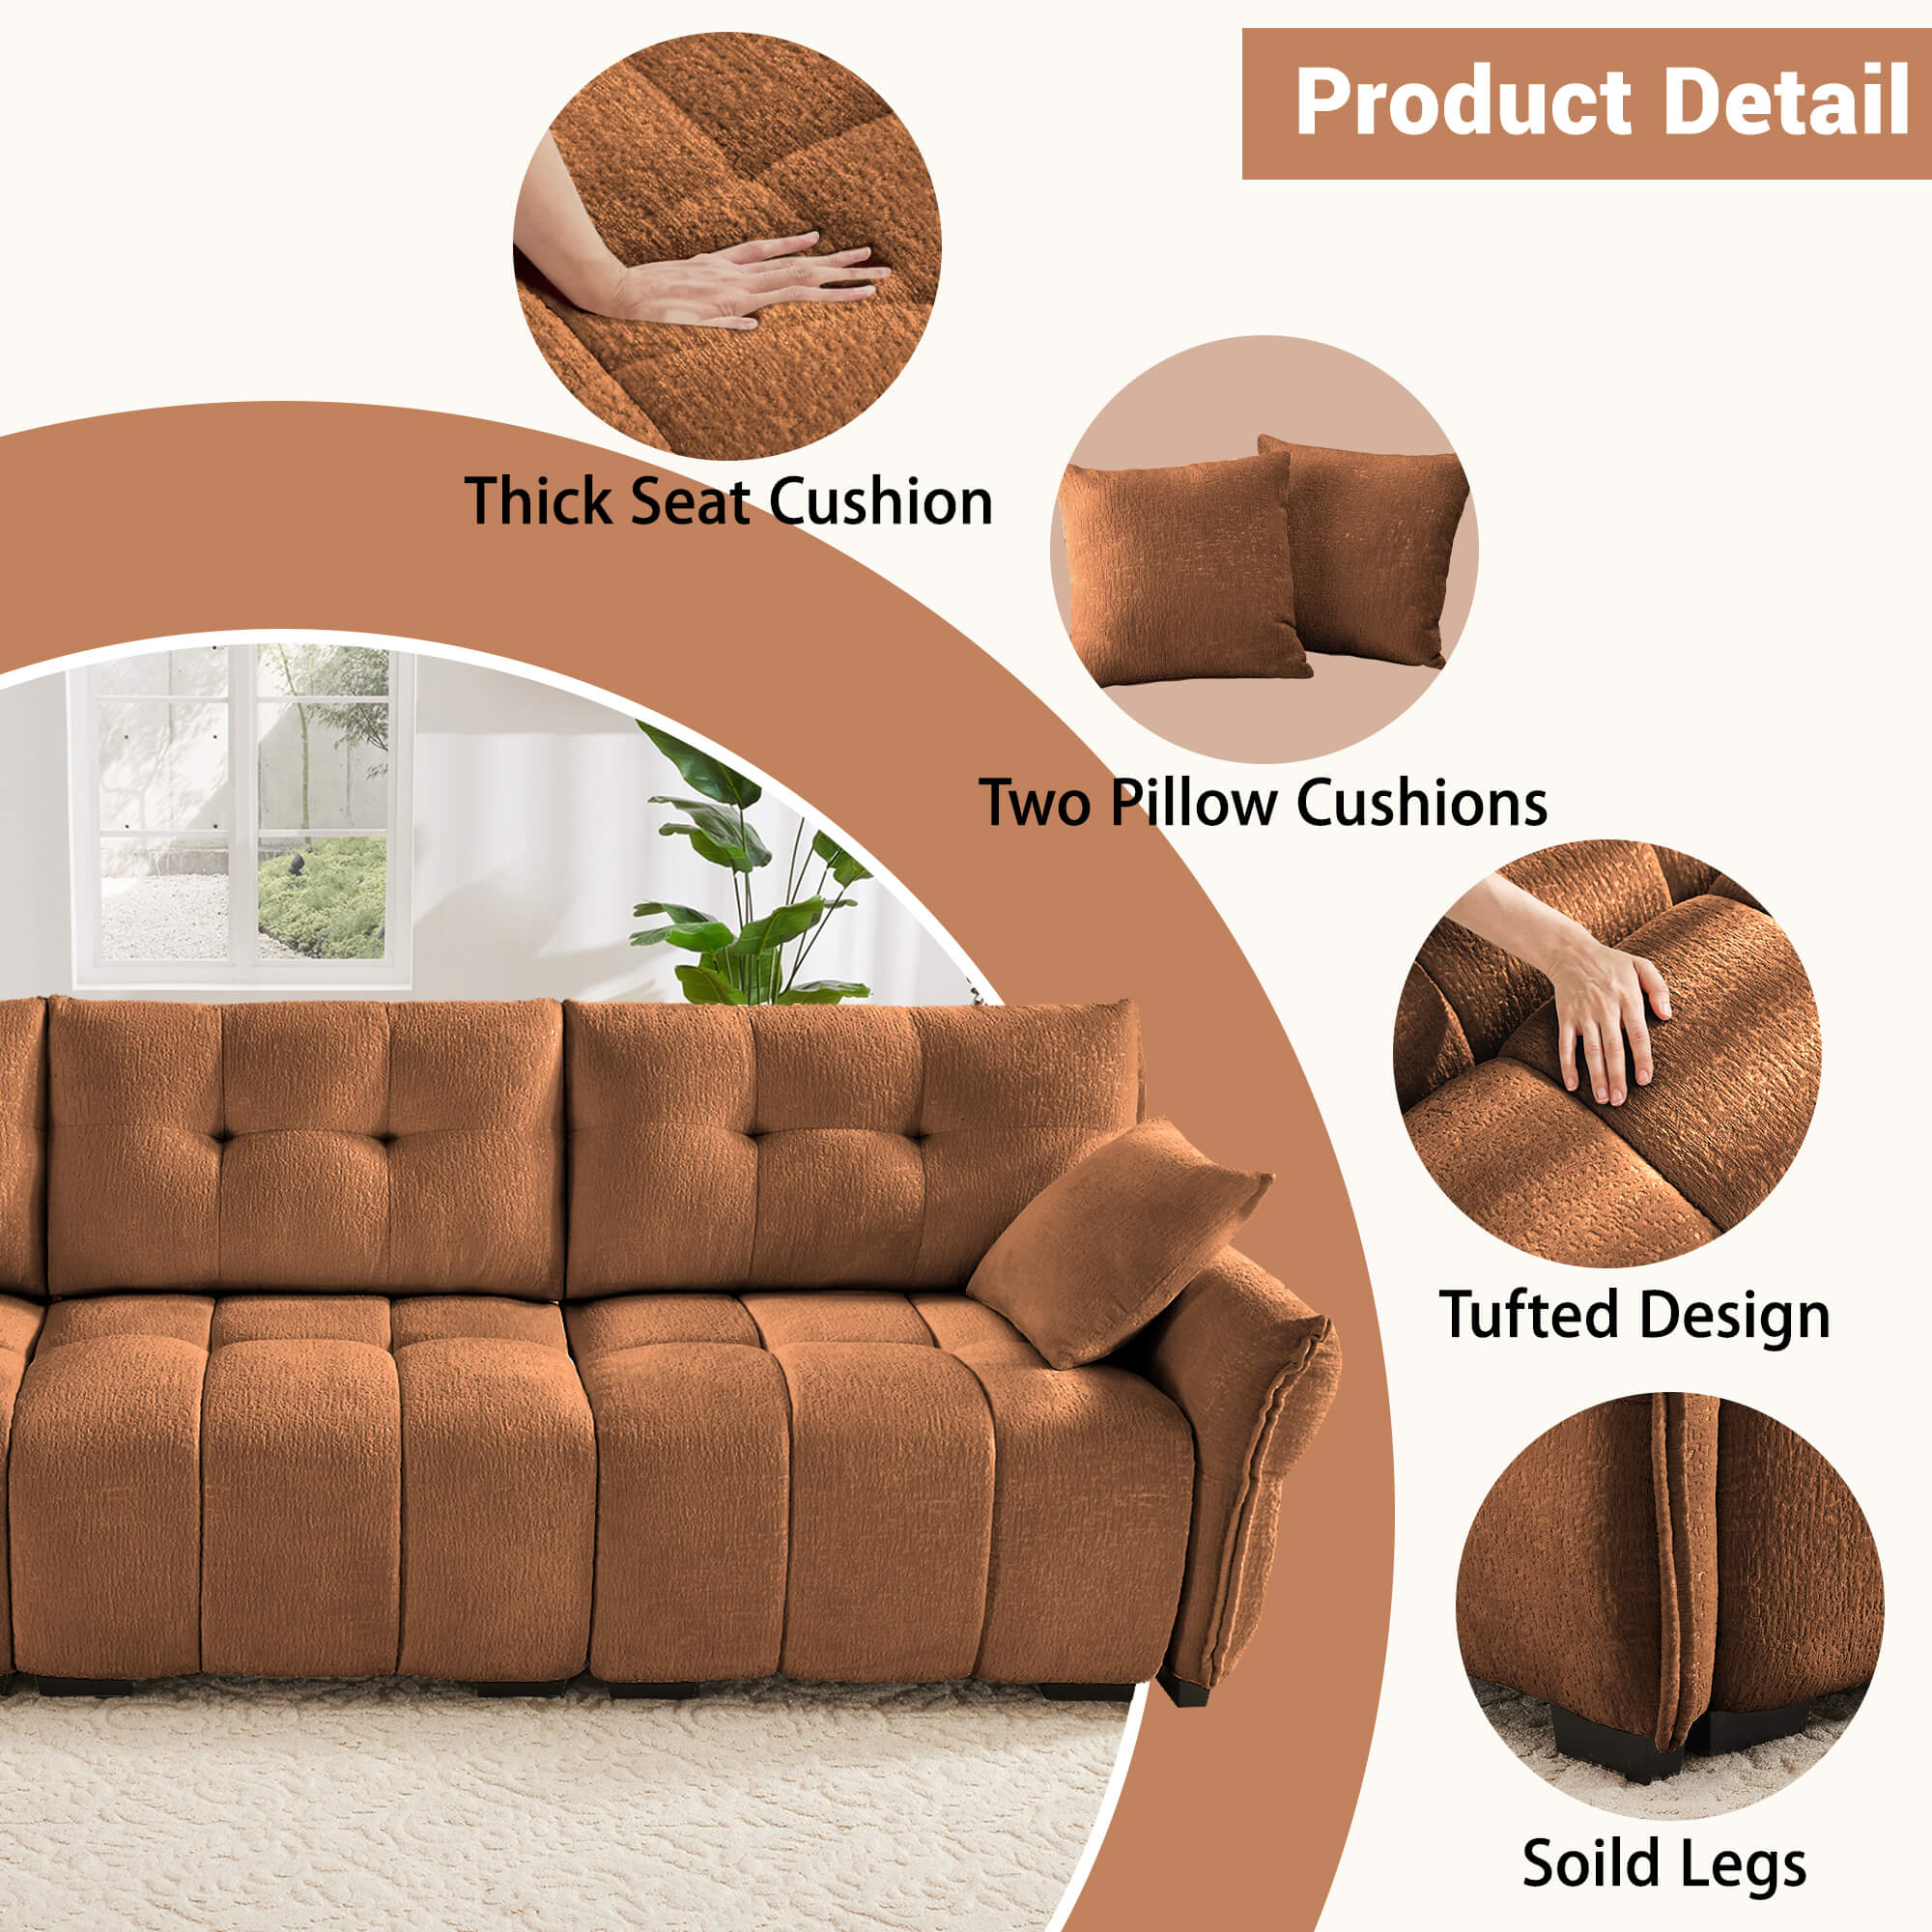 Product Detail
Thick Seat Cushion
Two Pillow Cushions
Tufted Design
Soild Legs